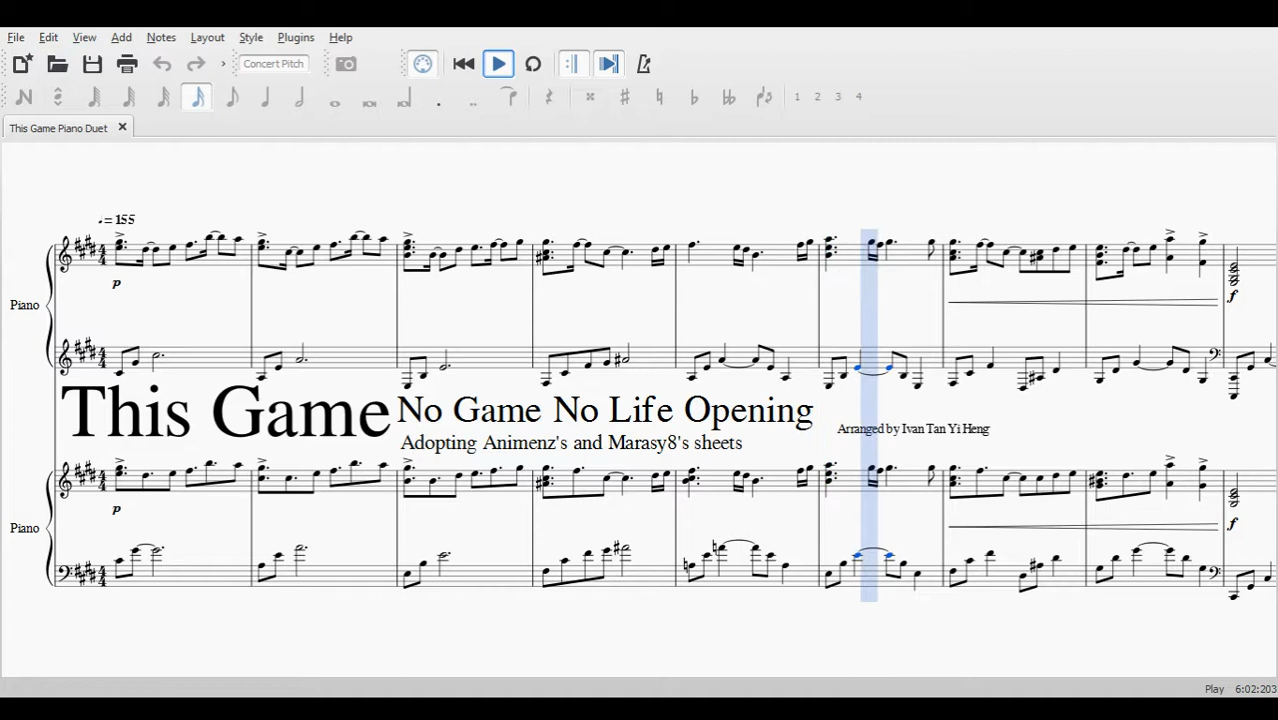 File Edit View Add Notes Layout Style Plugins Help
Concert Pitch
1 2 3 4
This Game Piano Duet
= 155
Piano
p
f
This Game No Game No Life Opening
Adopting Animenz's and Marasy8's sheets
Arranged by Ivan Tan Yi Heng
Piano
p
f
Play 6:02:203